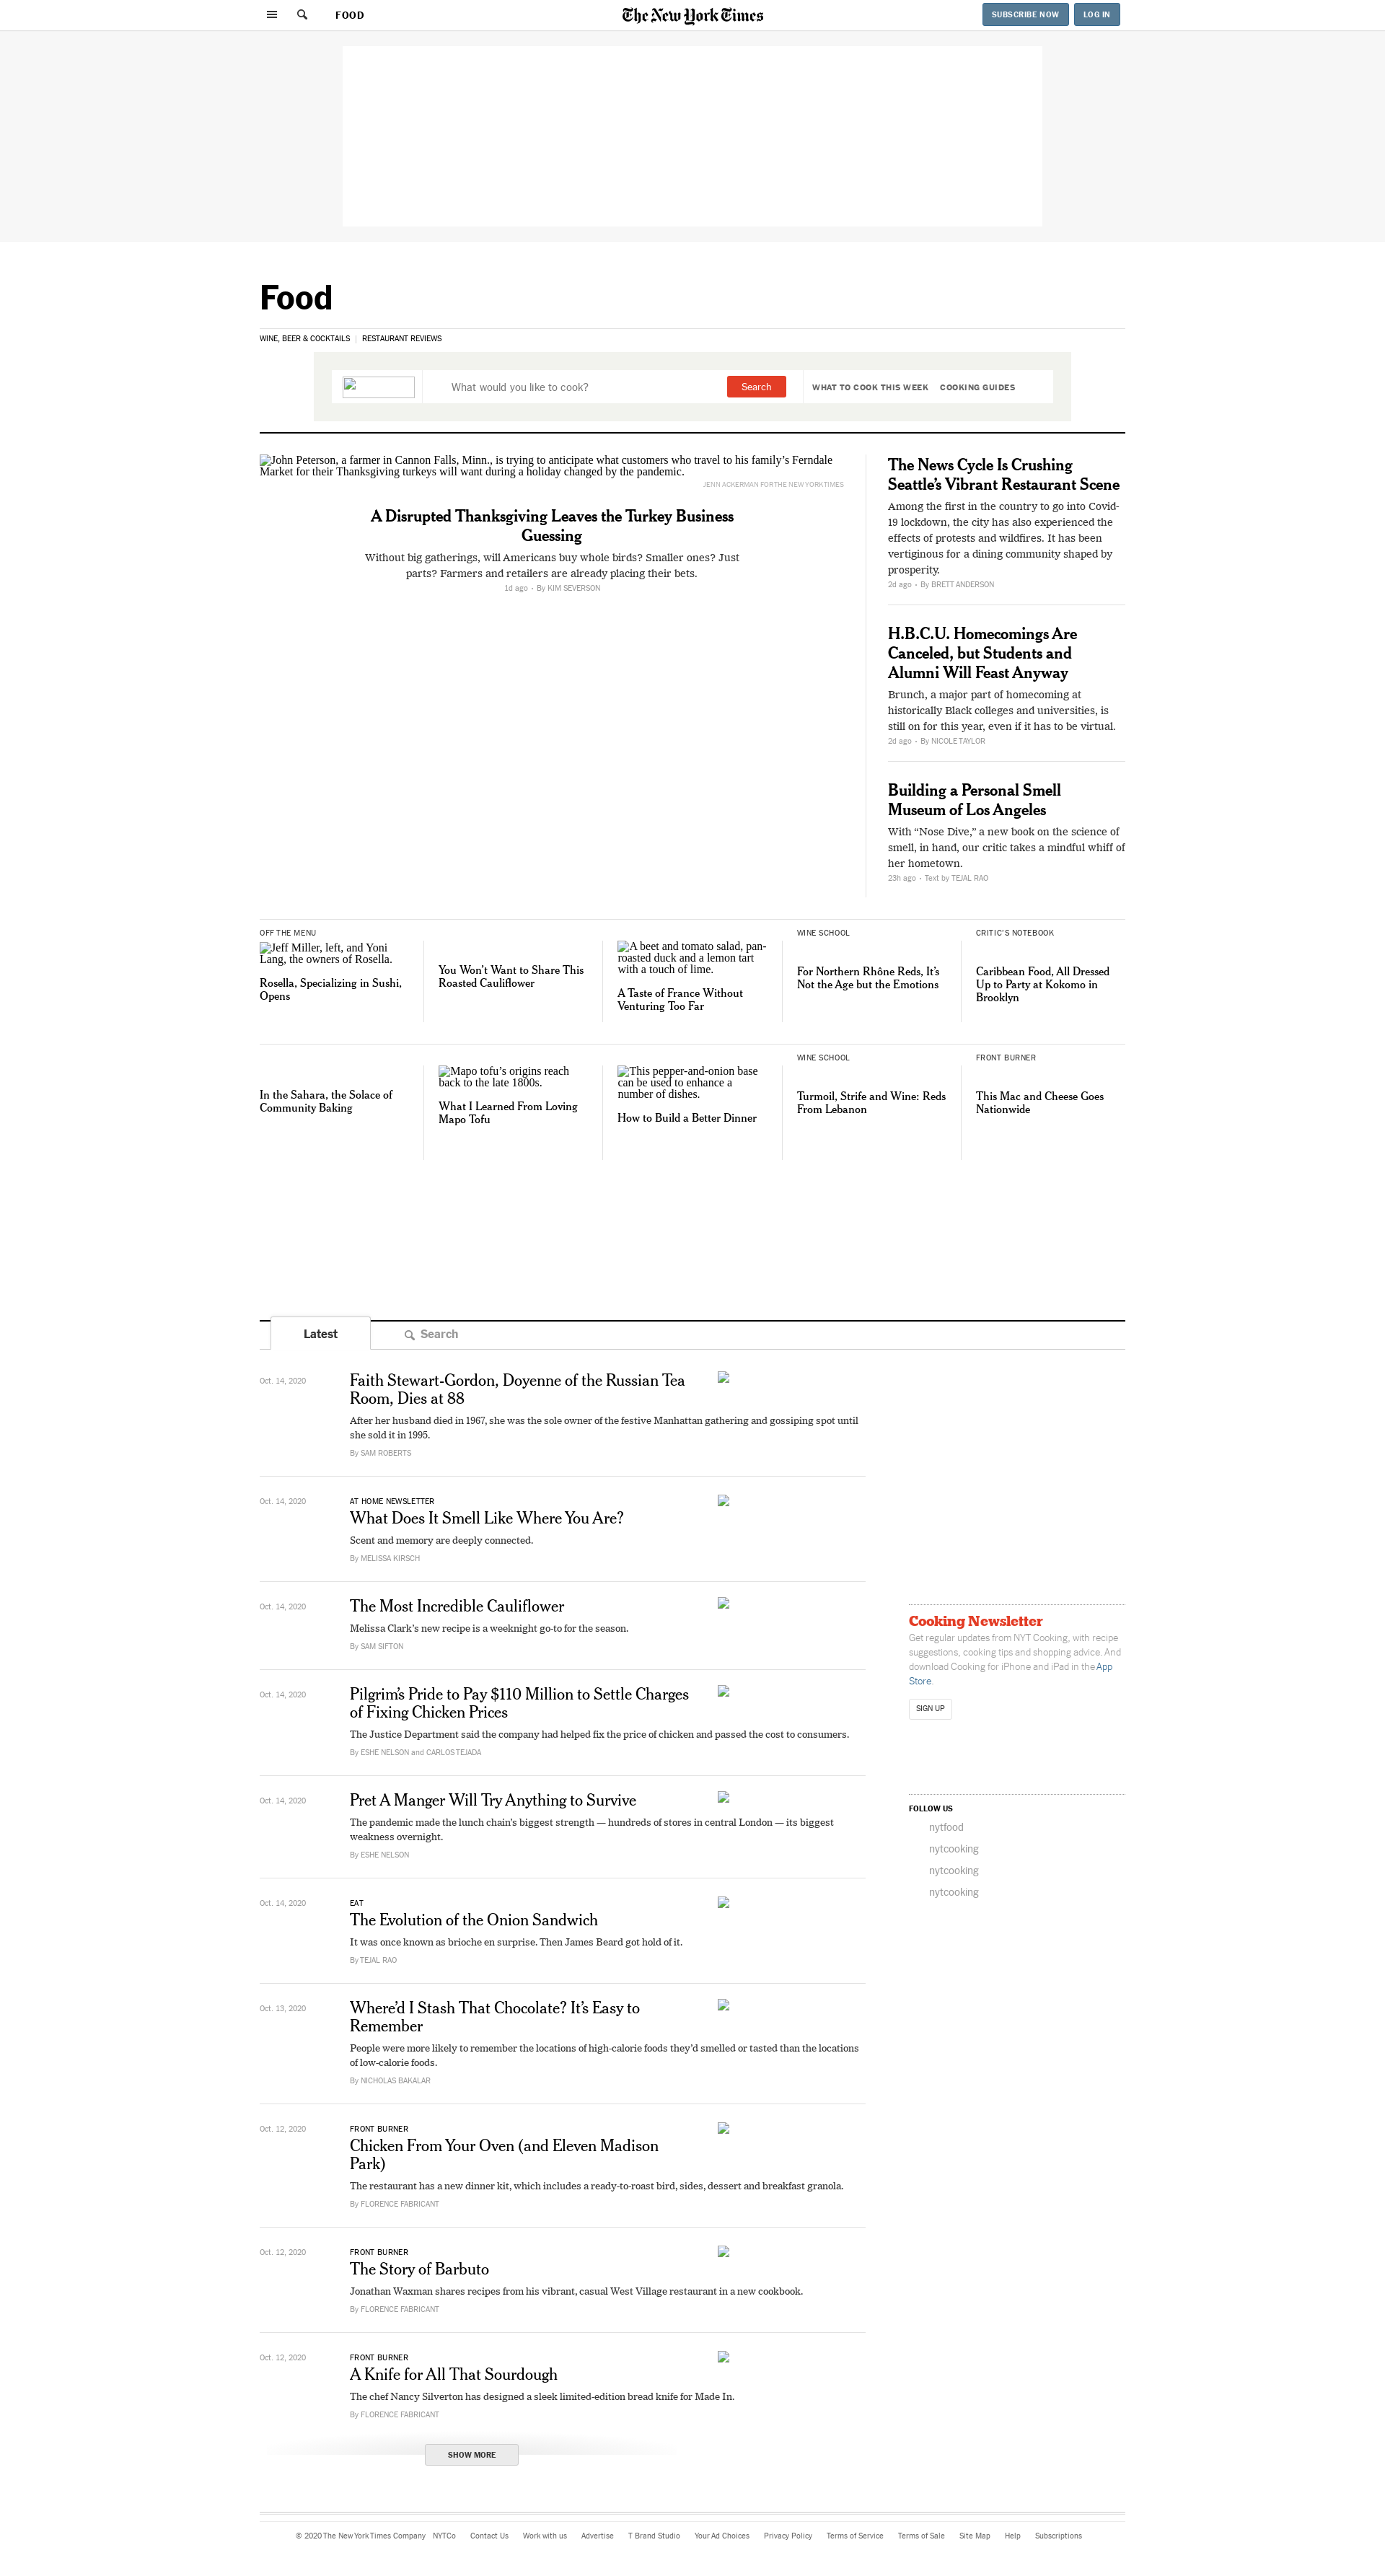 FOOD
The New York Times
SUBSCRIBE NOW
LOG IN
Food
WINE, BEER & COCKTAILS | RESTAURANT REVIEWS
What would you like to cook?
Search
WHAT TO COOK THIS WEEK
COOKING GUIDES
John Peterson, a farmer in Cannon Falls, Minn., is trying to anticipate what customers who travel to his family’s Ferndale
Market for their Thanksgiving turkeys will want during a holiday changed by the pandemic.
JENN ACKERMAN FOR THE NEW YORK TIMES
A Disrupted Thanksgiving Leaves the Turkey Business
Guessing
Without big gatherings, will Americans buy whole birds? Smaller ones? Just
parts? Farmers and retailers are already placing their bets.
1d ago • By KIM SEVERSON
The News Cycle Is Crushing
Seattle’s Vibrant Restaurant Scene
Among the first in the country to go into Covid-
19 lockdown, the city has also experienced the
effects of protests and wildfires. It has been
vertiginous for a dining community shaped by
prosperity.
2d ago • By BRETT ANDERSON
H.B.C.U. Homecomings Are
Canceled, but Students and
Alumni Will Feast Anyway
Brunch, a major part of homecoming at
historically Black colleges and universities, is
still on for this year, even if it has to be virtual.
2d ago • By NICOLE TAYLOR
Building a Personal Smell
Museum of Los Angeles
With “Nose Dive,” a new book on the science of
smell, in hand, our critic takes a mindful whiff of
her hometown.
23h ago • Text by TEJAL RAO
OFF THE MENU
Jeff Miller, left, and Yoni
Lang, the owners of Rosella.
Rosella, Specializing in Sushi,
Opens
You Won’t Want to Share This
Roasted Cauliflower
A beet and tomato salad, pan-
roasted duck and a lemon tart
with a touch of lime.
A Taste of France Without
Venturing Too Far
WINE SCHOOL
For Northern Rhône Reds, It’s
Not the Age but the Emotions
CRITIC’S NOTEBOOK
Caribbean Food, All Dressed
Up to Party at Kokomo in
Brooklyn
In the Sahara, the Solace of
Community Baking
Mapo tofu’s origins reach
back to the late 1800s.
What I Learned From Loving
Mapo Tofu
This pepper-and-onion base
can be used to enhance a
number of dishes.
How to Build a Better Dinner
WINE SCHOOL
Turmoil, Strife and Wine: Reds
From Lebanon
FRONT BURNER
This Mac and Cheese Goes
Nationwide
Latest
Search
Oct. 14, 2020
Faith Stewart-Gordon, Doyenne of the Russian Tea
Room, Dies at 88
After her husband died in 1967, she was the sole owner of the festive Manhattan gathering and gossiping spot until
she sold it in 1995.
By SAM ROBERTS
Oct. 14, 2020
AT HOME NEWSLETTER
What Does It Smell Like Where You Are?
Scent and memory are deeply connected.
By MELISSA KIRSCH
Oct. 14, 2020
The Most Incredible Cauliflower
Melissa Clark’s new recipe is a weeknight go-to for the season.
By SAM SIFTON
Oct. 14, 2020
Pilgrim’s Pride to Pay $110 Million to Settle Charges
of Fixing Chicken Prices
The Justice Department said the company had helped fix the price of chicken and passed the cost to consumers.
By ESHE NELSON and CARLOS TEJADA
Oct. 14, 2020
Pret A Manger Will Try Anything to Survive
The pandemic made the lunch chain’s biggest strength — hundreds of stores in central London — its biggest
weakness overnight.
By ESHE NELSON
Oct. 14, 2020
EAT
The Evolution of the Onion Sandwich
It was once known as brioche en surprise. Then James Beard got hold of it.
By TEJAL RAO
Oct. 13, 2020
Where’d I Stash That Chocolate? It’s Easy to
Remember
People were more likely to remember the locations of high-calorie foods they’d smelled or tasted than the locations
of low-calorie foods.
By NICHOLAS BAKALAR
Oct. 12, 2020
FRONT BURNER
Chicken From Your Oven (and Eleven Madison
Park)
The restaurant has a new dinner kit, which includes a ready-to-roast bird, sides, dessert and breakfast granola.
By FLORENCE FABRICANT
Oct. 12, 2020
FRONT BURNER
The Story of Barbuto
Jonathan Waxman shares recipes from his vibrant, casual West Village restaurant in a new cookbook.
By FLORENCE FABRICANT
Oct. 12, 2020
FRONT BURNER
A Knife for All That Sourdough
The chef Nancy Silverton has designed a sleek limited-edition bread knife for Made In.
By FLORENCE FABRICANT
SHOW MORE
Cooking Newsletter
Get regular updates from NYT Cooking, with recipe
suggestions, cooking tips and shopping advice. And
download Cooking for iPhone and iPad in the App
Store.
SIGN UP
FOLLOW US
nytfood
nytcooking
nytcooking
nytcooking
© 2020 The New York Times Company NYTCo Contact Us Work with us Advertise T Brand Studio Your Ad Choices Privacy Policy Terms of Service Terms of Sale Site Map Help Subscriptions